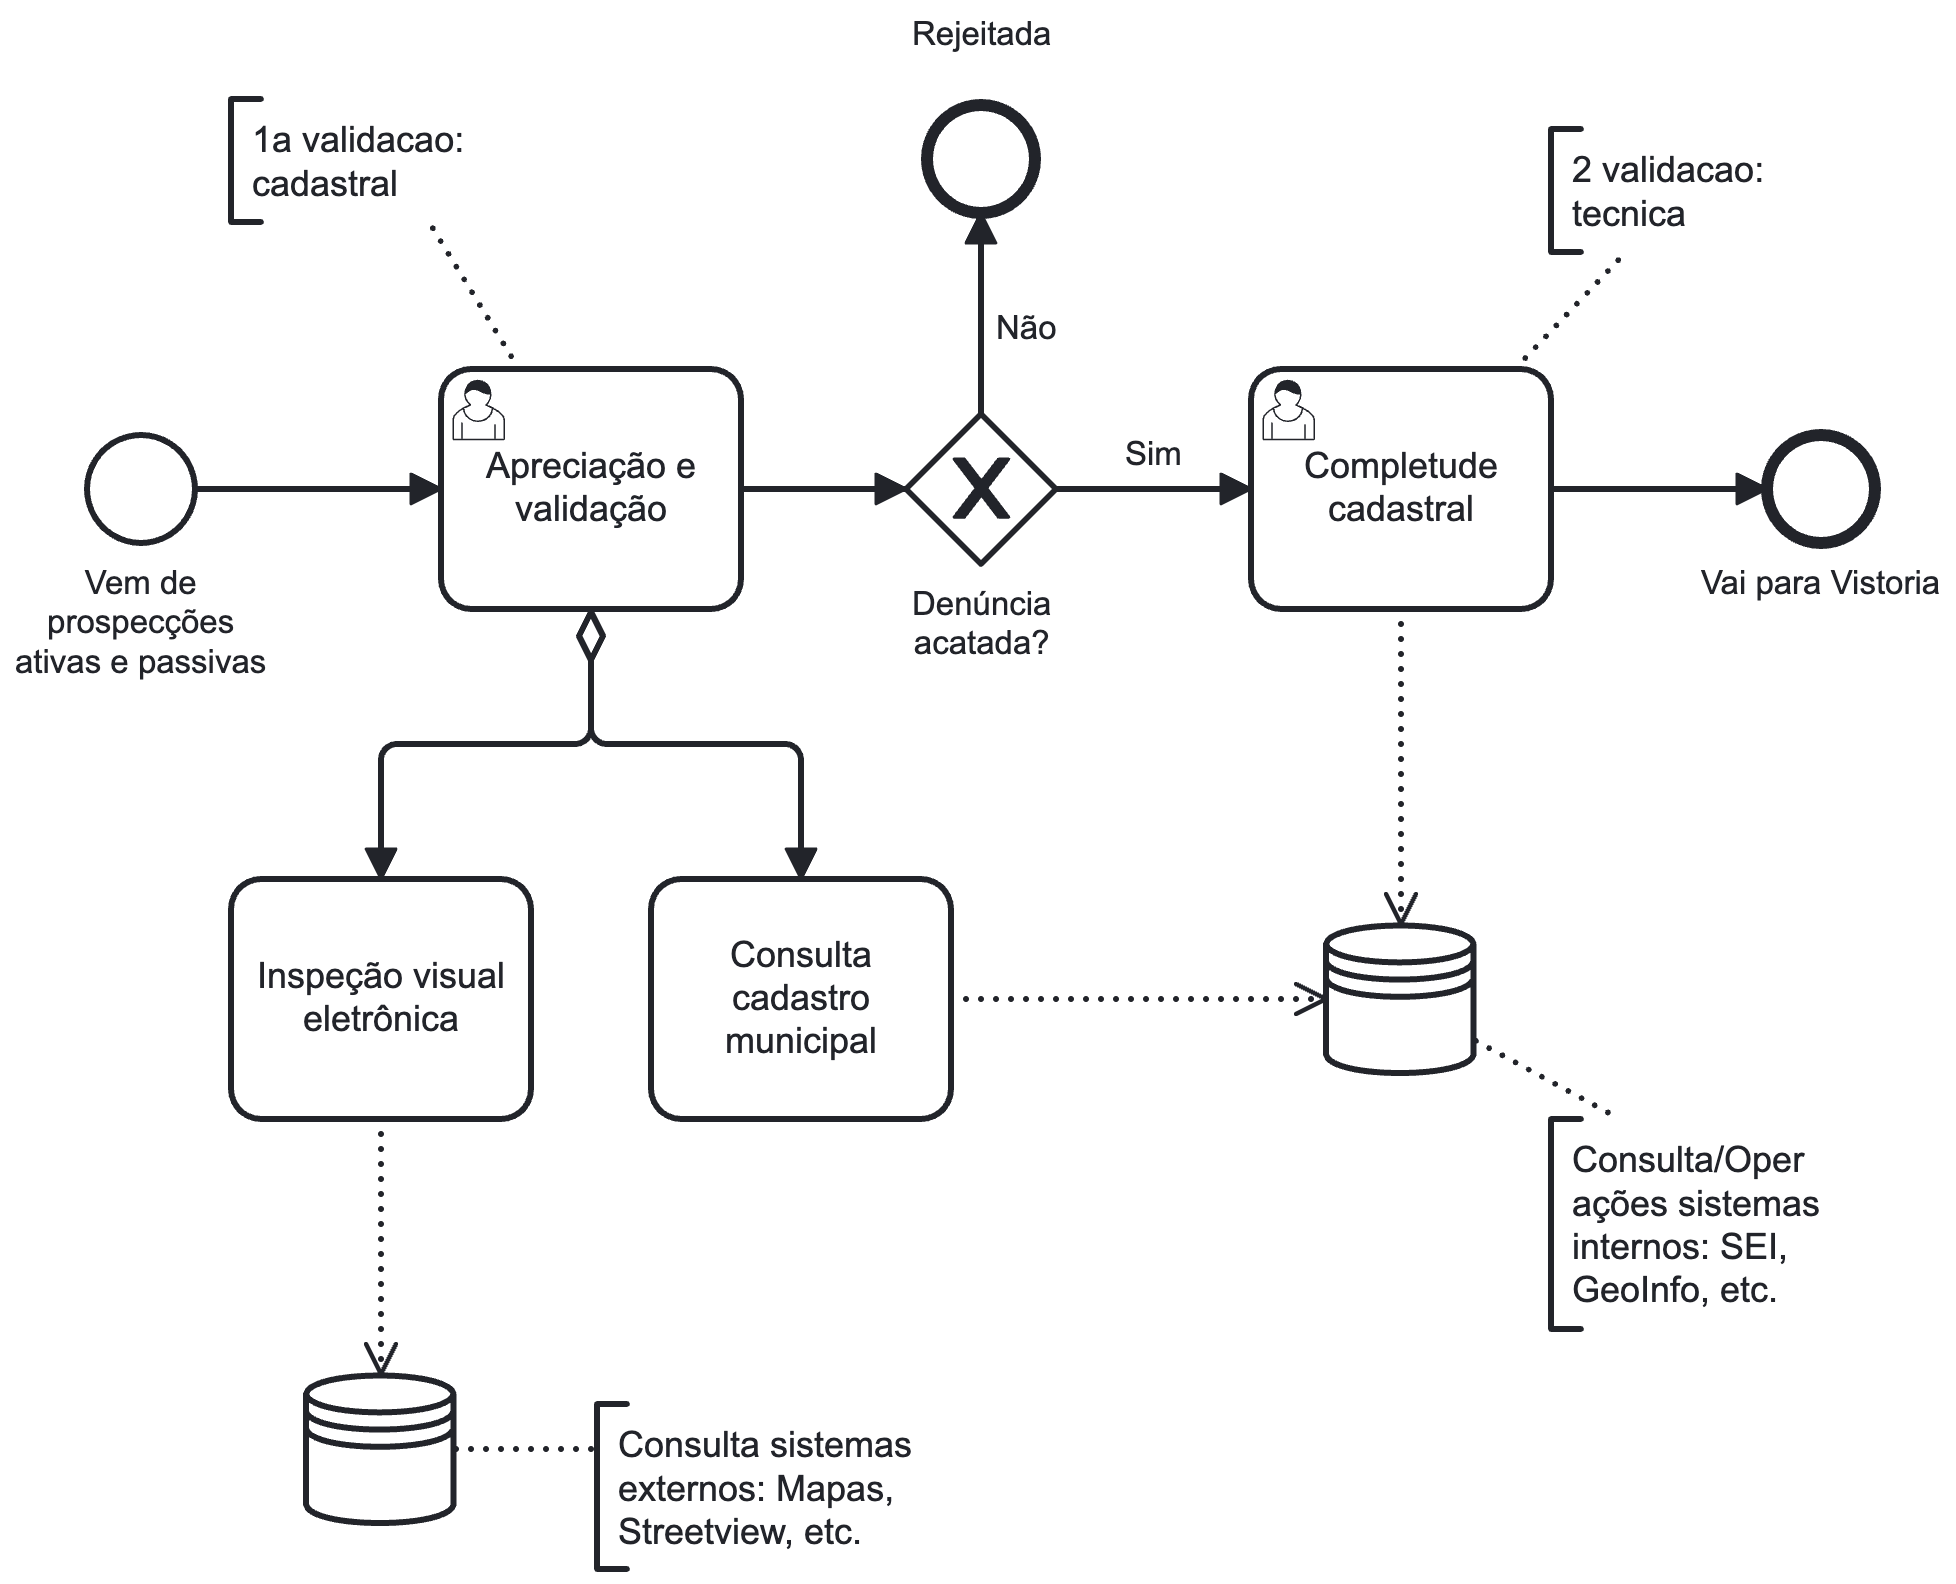 Rejeitada
1a validacao:
cadastral
2 validacao:
tecnica
Não
Vem de
prospecções
ativas e passivas
Apreciação e
validação
Denúncia
acatada?
Sim
Completude
cadastral
Vai para Vistoria
Inspeção visual
eletrônica
Consulta
cadastro
municipal
Consulta/Oper
ações sistemas
internos: SEI,
GeoInfo, etc.
Consulta sistemas
externos: Mapas,
Streetview, etc.